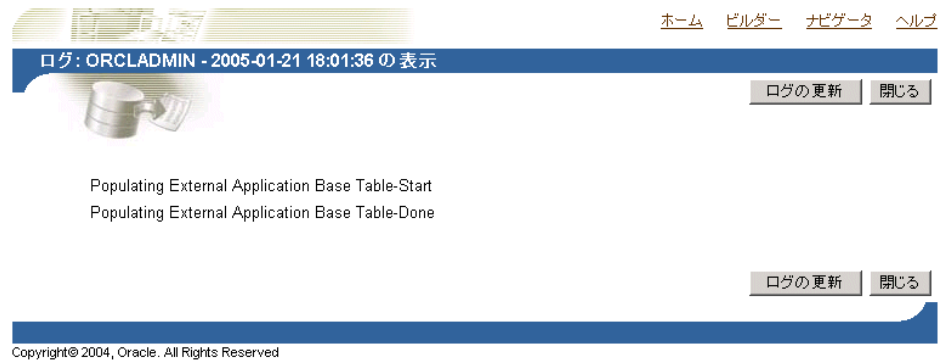 ホーム ビルダー ナビゲータ ヘルプ
ログ: ORCLADMIN - 2005-01-21 18:01:36 の 表示
ログの更新 閉じる
Populating External Application Base Table-Start
Populating External Application Base Table-Done
ログの更新 閉じる
Copyright© 2004, Oracle. All Rights Reserved